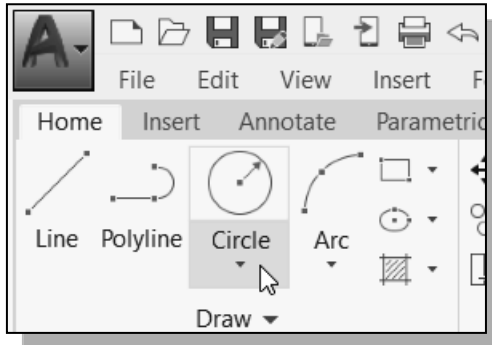 File Edit View Insert F
Home Insert Annotate Parametric
Line Polyline Circle Arc
Draw